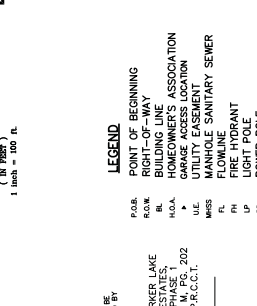 ( IN FEET )
1 inch = 100 ft.
LEGEND
P.O.B. POINT OF BEGINNING
R.O.W. RIGHT-OF-WAY
BL BUILDING LINE
H.O.A. HOMEOWNER'S ASSOCIATION
GARAGE ACCESS LOCATION
U.E. UTILITY EASEMENT
MHSS MANHOLE SANITARY SEWER
FL FLOWLINE
FH FIRE HYDRANT
LP LIGHT POLE
BE
BY
RKER LAKE
ESTATES,
PHASE 1
M, PG. 202
P.R.C.C.T.